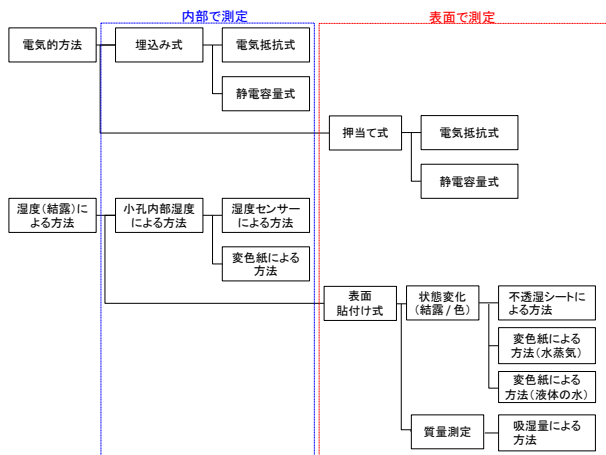 内部で測定
表面で測定
電気的方法
埋込み式
電気抵抗式
静電容量式
押当て式
電気抵抗式
静電容量式
湿度(結露)に
よる方法
小孔内部湿度
による方法
湿度センサー
による方法
変色紙による
方法
表面
貼付け式
状態変化
(結露/色)
不透湿シートに
よる方法
変色紙による
方法(水蒸気)
変色紙による
方法(液体の水)
質量測定
吸湿量による
方法